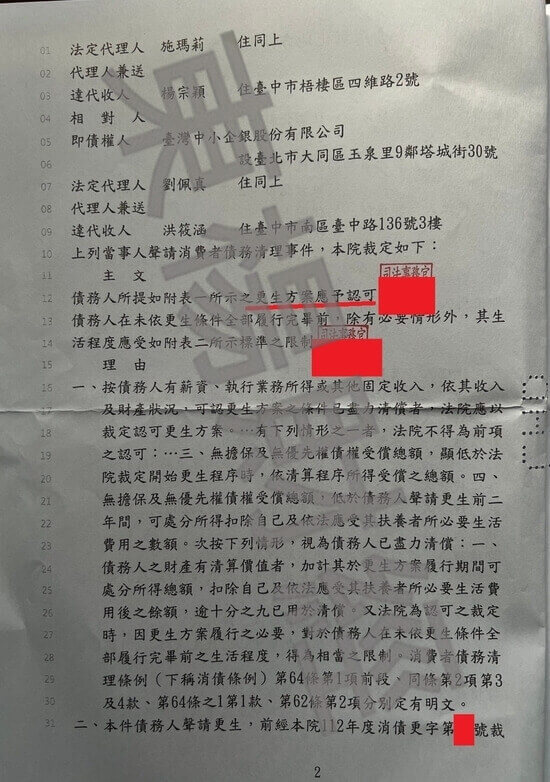 01 法定代理人 施瑪莉 住同上
02 代理人兼送
03 達代收人 楊宗穎 住臺中市梧棲區四維路2號
04 相對人
05 即債權人 臺灣中小企銀股份有限公司
06 設臺北市大同區玉泉里9鄰塔城街30號
07 法定代理人 劉佩真 住同上
08 代理人兼送
09 達代收人 洪筱涵 住臺中市南區臺中路136號3樓
10 上列當事人聲請消費者債務清理事件，本院裁定如下：
11 主文
司法事務官
12 債務人所提如附表一所示之更生方案應予認可
13 債務人在未依更生條件全部履行完畢前，除有必要情形外，其生
14 活程度應受如附表二所示標準之限制
司法事務官
15 理由
16 一、按債務人有薪資、執行業務所得或其他固定收入，依其收入
17 及財產狀況，可認更生方案之條件已盡力清償者，法院應以
18 裁定認可更生方案。…有下列情形之一者，法院不得為前項
19 之認可：…三、無擔保及無優先權債權受償總額，顯低於法
20 院裁定開始更生程序時，依清算程序所得受償之總額。四、
21 無擔保及無優先權債權受償總額，低於債務人聲請更生前二
22 年間，可處分所得扣除自己及依法應受其扶養者所必要生活
23 費用之數額。次按下列情形，視為債務人已盡力清償：一、
24 債務人之財產有清算價值者，加計其於更生方案履行期間可
25 處分所得總額，扣除自己及依法應受其扶養者所必要生活費
26 用後之餘額，逾十分之九已用於清償。又法院為認可之裁定
27 時，因更生方案履行之必要，對於債務人在未依更生條件全
28 部履行完畢前之生活程度，得為相當之限制。消費者債務清
29 理條例（下稱消債條例）第64條第1項前段、同條第2項第3
30 及4款、第64條之1第1款、第62條第2項分別定有明文。
31 二、本件債務人聲請更生，前經本院112年度消債更字第 號裁
2